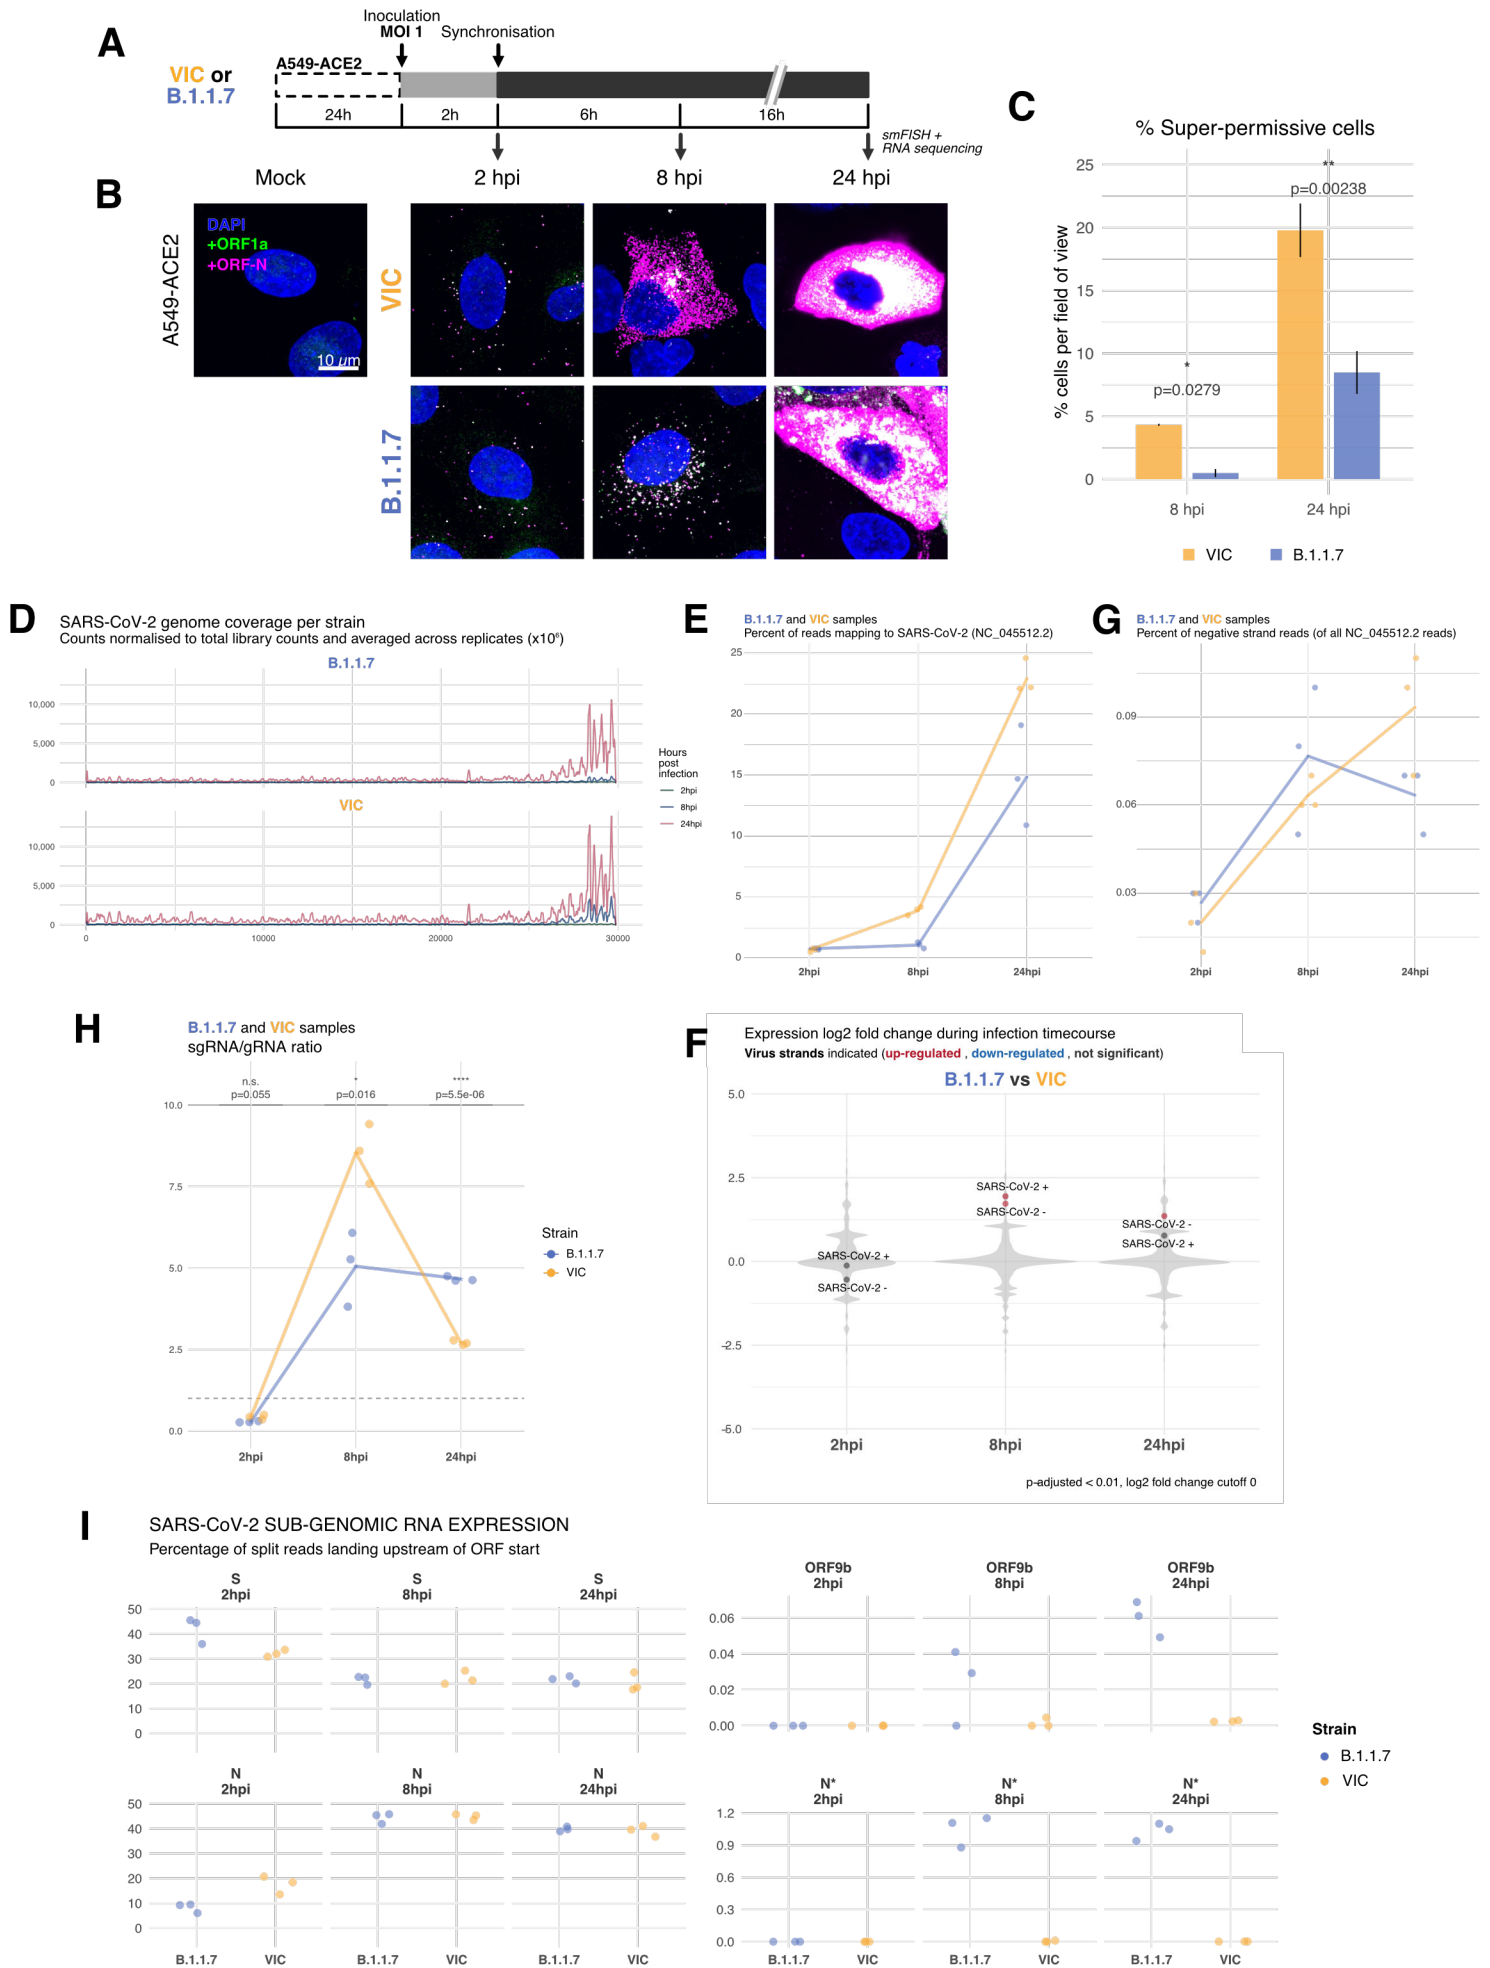 A
Inoculation
MOI 1
Synchronisation
A549-ACE2
VIC or
B.1.1.7
24h
2h
6h
16h
smFISH +
RNA sequencing
B
Mock
2 hpi
8 hpi
24 hpi
A549-ACE2
DAPI
+ORF1a
+ORF-N
10 µm
VIC
B.1.1.7
C
% Super-permissive cells
% cells per field of view
25
20
15
10
5
0
**
p=0.00238
*
p=0.0279
8 hpi
24 hpi
VIC
B.1.1.7
D
SARS-CoV-2 genome coverage per strain
Counts normalised to total library counts and averaged across replicates (x10⁶)
B.1.1.7
10,000
5,000
0
VIC
10,000
5,000
0
0
10000
20000
30000
Hours
post
infection
2hpi
8hpi
24hpi
E
B.1.1.7 and VIC samples
Percent of reads mapping to SARS-CoV-2 (NC_045512.2)
25
20
15
10
5
0
2hpi
8hpi
24hpi
G
B.1.1.7 and VIC samples
Percent of negative strand reads (of all NC_045512.2 reads)
0.09
0.06
0.03
2hpi
8hpi
24hpi
H
B.1.1.7 and VIC samples
sgRNA/gRNA ratio
n.s.
p=0.055
*
p=0.016
****
p=5.5e-06
10.0
7.5
5.0
2.5
0.0
2hpi
8hpi
24hpi
Strain
B.1.1.7
VIC
F
Expression log2 fold change during infection timecourse
Virus strands indicated (up-regulated , down-regulated , not significant)
B.1.1.7 vs VIC
5.0
2.5
0.0
-2.5
-5.0
SARS-CoV-2 +
SARS-CoV-2 -
SARS-CoV-2 +
SARS-CoV-2 -
SARS-CoV-2 -
SARS-CoV-2 +
2hpi
8hpi
24hpi
p-adjusted < 0.01, log2 fold change cutoff 0
I
SARS-CoV-2 SUB-GENOMIC RNA EXPRESSION
Percentage of split reads landing upstream of ORF start
S
2hpi
S
8hpi
S
24hpi
50
40
30
20
10
0
N
2hpi
N
8hpi
N
24hpi
50
40
30
20
10
0
B.1.1.7
VIC
B.1.1.7
VIC
B.1.1.7
VIC
ORF9b
2hpi
ORF9b
8hpi
ORF9b
24hpi
0.06
0.04
0.02
0.00
N*
2hpi
N*
8hpi
N*
24hpi
1.2
0.9
0.6
0.3
0.0
B.1.1.7
VIC
B.1.1.7
VIC
B.1.1.7
VIC
Strain
B.1.1.7
VIC